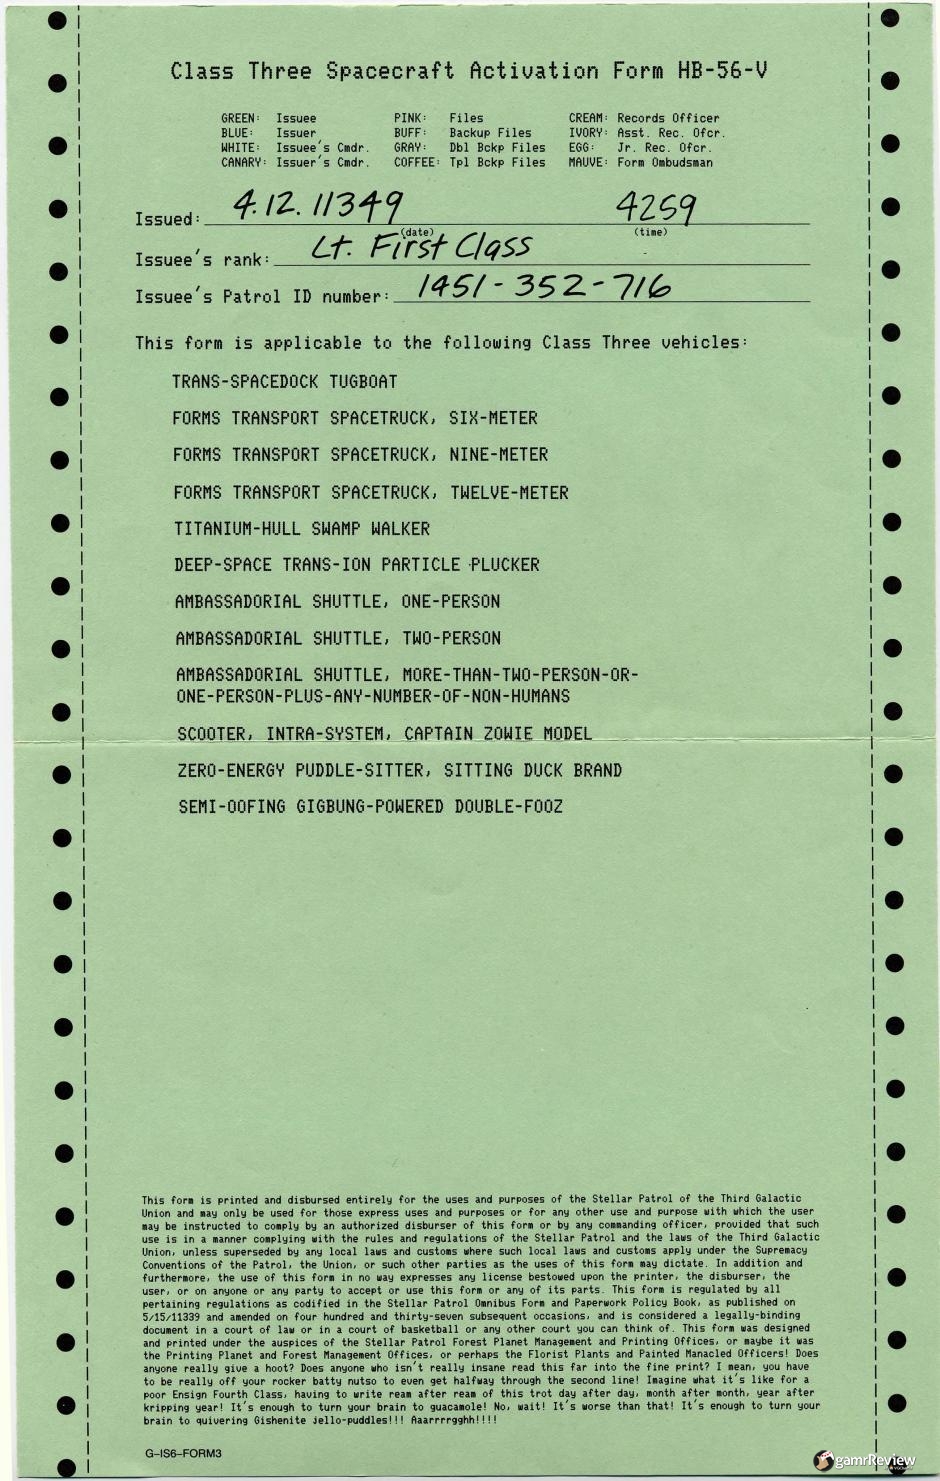 Class Three Spacecraft Activation Form HB-56-V
GREEN: Issuee PINK: Files CREAM: Records Officer
BLUE: Issuer BUFF: Backup Files IVORY: Asst. Rec. Ofcr.
WHITE: Issuee's Cmdr. GRAY: Dbl Bckp Files EGG: Jr. Rec. Ofcr.
CANARY: Issuer's Cmdr. COFFEE: Tpl Bckp Files MAUVE: Form Ombudsman
Issued: 4.12.11349 4259
(date) (time)
Issuee's rank: Lt. First Class
Issuee's Patrol ID number: 1451-352-716
This form is applicable to the following Class Three vehicles:
TRANS-SPACEDOCK TUGBOAT
FORMS TRANSPORT SPACETRUCK, SIX-METER
FORMS TRANSPORT SPACETRUCK, NINE-METER
FORMS TRANSPORT SPACETRUCK, TWELVE-METER
TITANIUM-HULL SWAMP WALKER
DEEP-SPACE TRANS-ION PARTICLE PLUCKER
AMBASSADORIAL SHUTTLE, ONE-PERSON
AMBASSADORIAL SHUTTLE, TWO-PERSON
AMBASSADORIAL SHUTTLE, MORE-THAN-TWO-PERSON-OR-
ONE-PERSON-PLUS-ANY-NUMBER-OF-NON-HUMANS
SCOOTER, INTRA-SYSTEM, CAPTAIN ZOWIE MODEL
ZERO-ENERGY PUDDLE-SITTER, SITTING DUCK BRAND
SEMI-OOFING GIGBUNG-POWERED DOUBLE-FOOZ
This form is printed and disbursed entirely for the uses and purposes of the Stellar Patrol of the Third Galactic
Union and may only be used for those express uses and purposes or for any other use and purpose with which the user
may be instructed to comply by an authorized disburser of this form or by any commanding officer, provided that such
use is in a manner complying with the rules and regulations of the Stellar Patrol and the laws of the Third Galactic
Union, unless superseded by any local laws and customs where such local laws and customs apply under the Supremacy
Conventions of the Patrol, the Union, or such other parties as the uses of this form may dictate. In addition and
furthermore, the use of this form in no way expresses any license bestowed upon the printer, the disburser, the
user, or on anyone or any party to accept or use this form or any of its parts. This form is regulated by all
pertaining regulations as codified in the Stellar Patrol Omnibus Form and Paperwork Policy Book, as published on
5/15/11339 and amended on four hundred and thirty-seven subsequent occasions, and is considered a legally-binding
document in a court of law or in a court of basketball or any other court you can think of. This form was designed
and printed under the auspices of the Stellar Patrol Forest Planet Management and Printing Offices, or maybe it was
the Printing Planet and Forest Management Offices, or perhaps the Florist Plants and Painted Manacled Officers! Does
anyone really give a hoot? Does anyone who isn't really insane read this far into the fine print? I mean, you have
to be really off your rocker batty nutso to even get halfway through the second line! Imagine what it's like for a
poor Ensign Fourth Class, having to write ream after ream of this trot day after day, month after month, year after
kripping year! It's enough to turn your brain to guacamole! No, wait! It's worse than that! It's enough to turn your
brain to quivering Gishenite jello-puddles!!! Aaarrrrgghh!!!!
G-IS6-FORM3
gamrReview